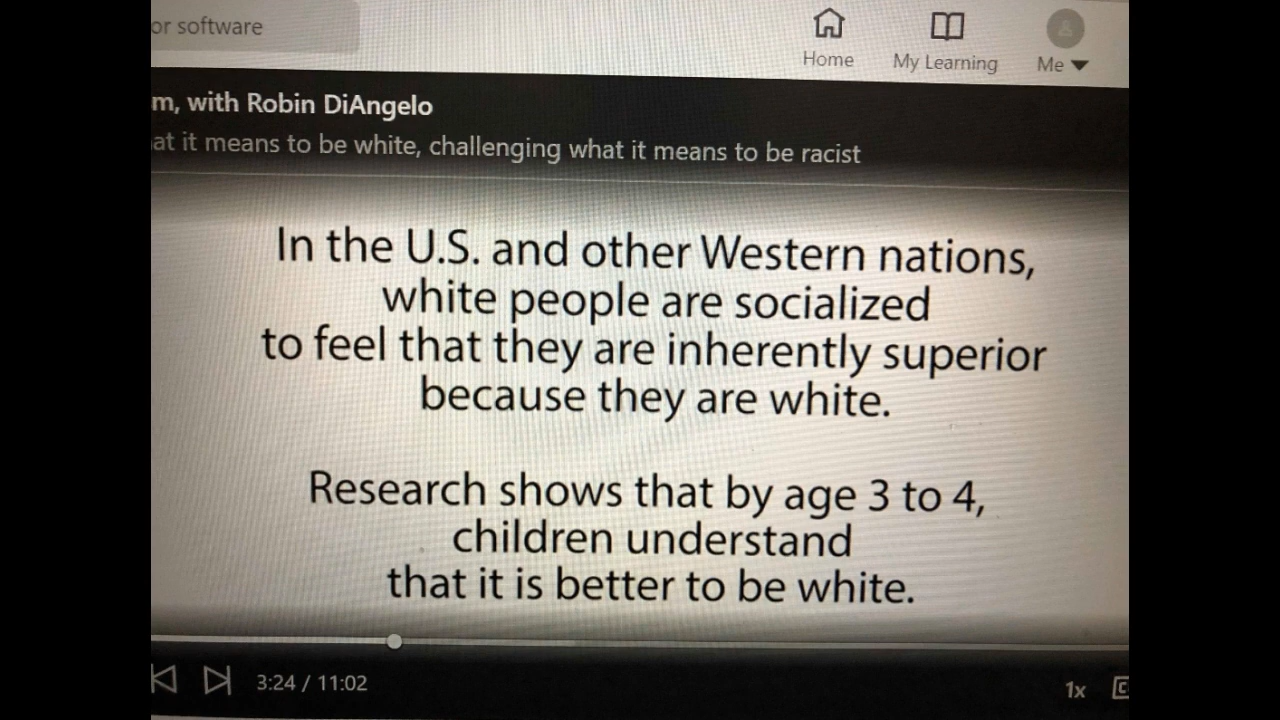 or software
Home
My Learning
Me
m, with Robin DiAngelo
at it means to be white, challenging what it means to be racist
In the U.S. and other Western nations,
white people are socialized
to feel that they are inherently superior
because they are white.
Research shows that by age 3 to 4,
children understand
that it is better to be white.
3:24 / 11:02
1x